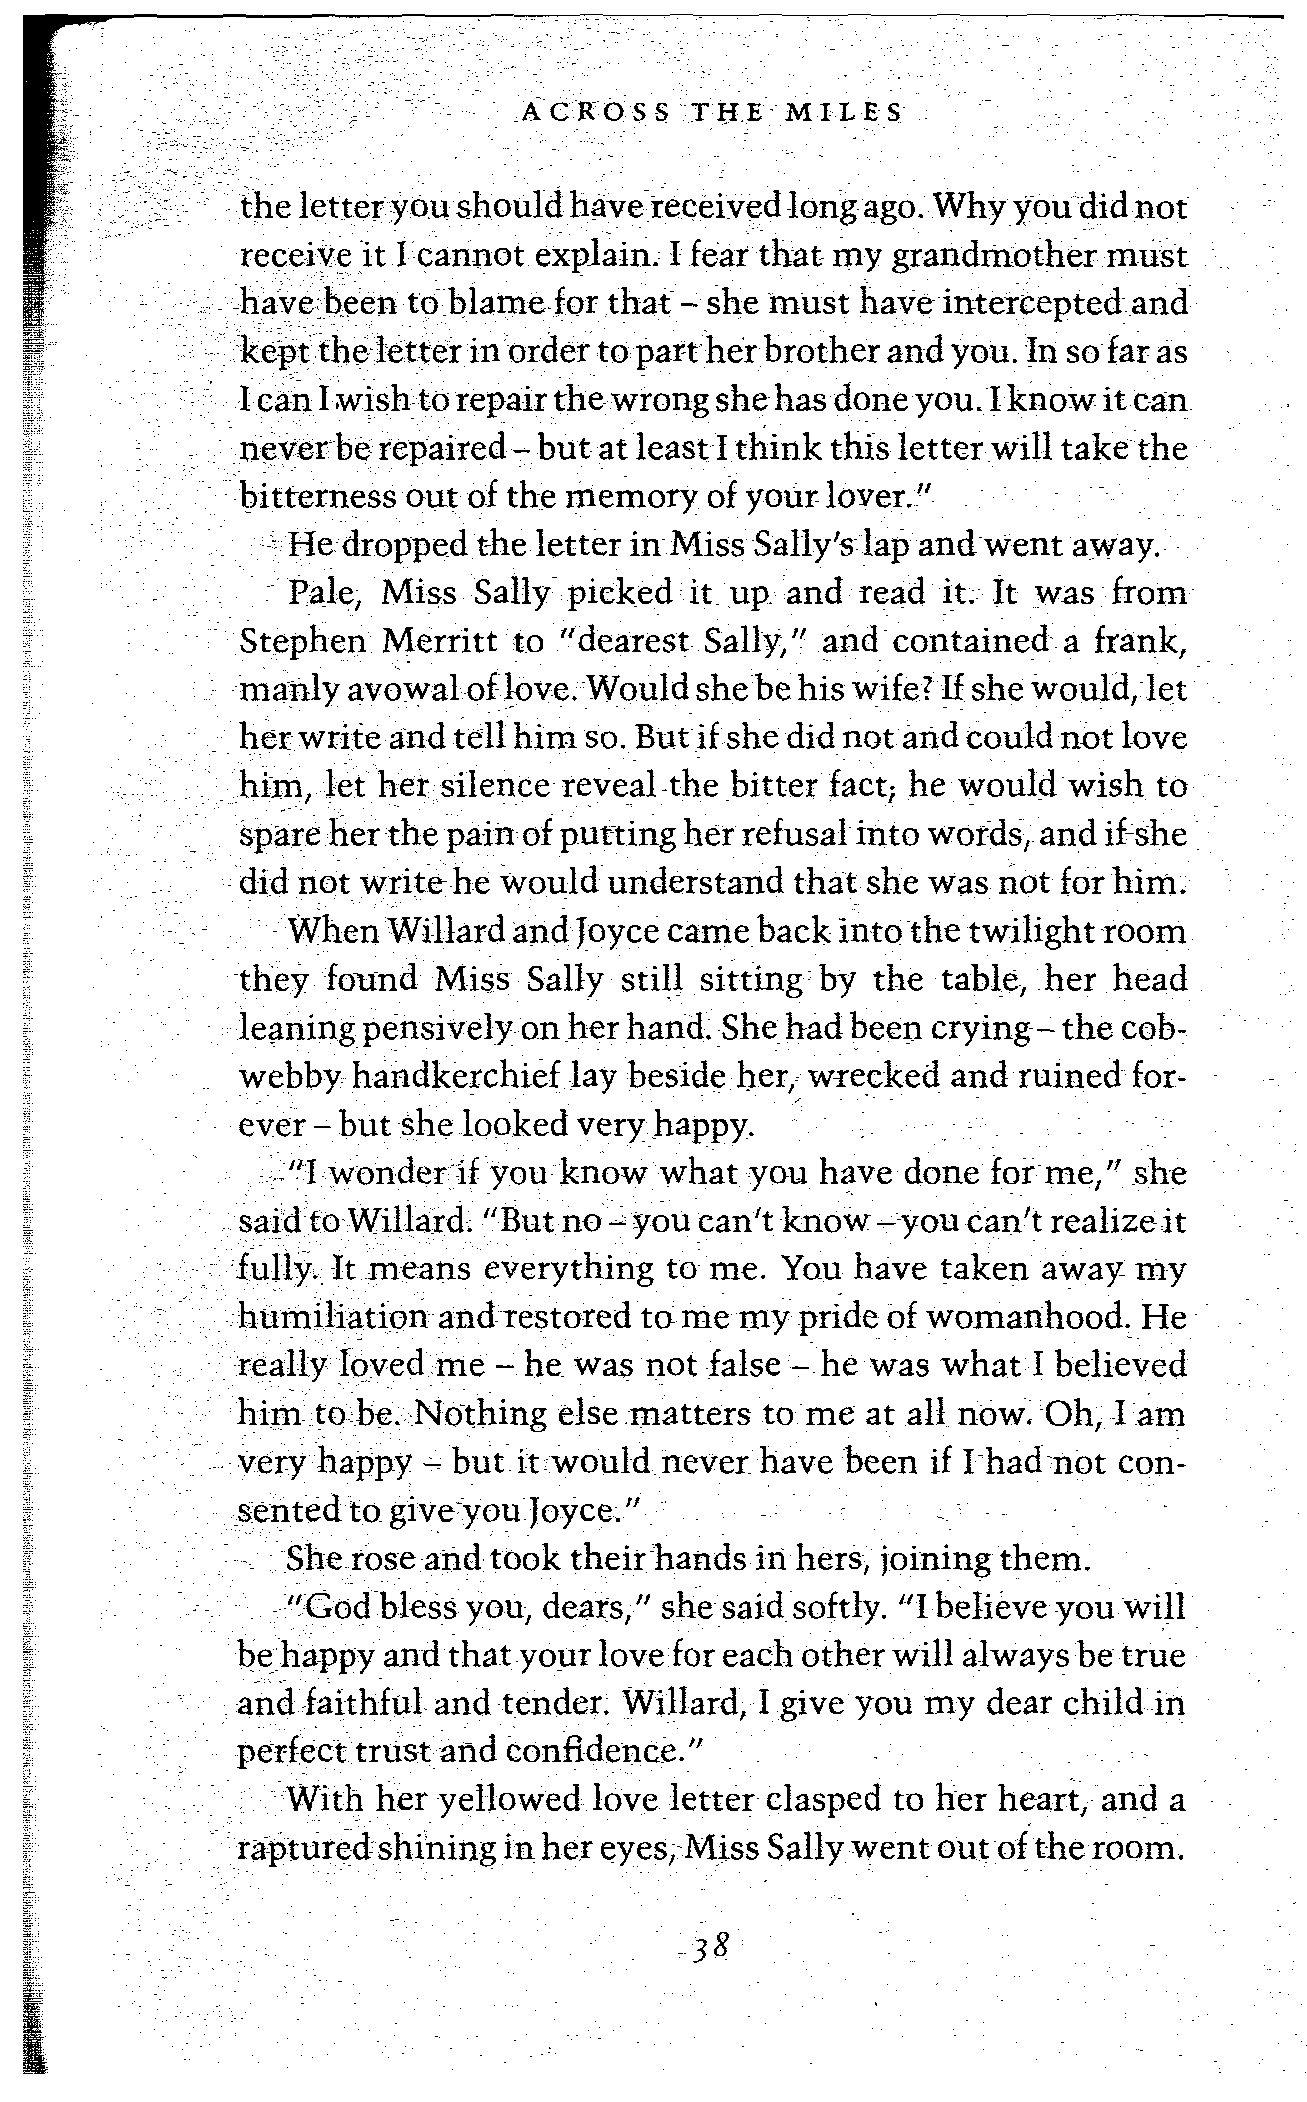 ACROSS THE MILES
the letter you should have received long ago. Why you did not
receive it I cannot explain. I fear that my grandmother must
have been to blame for that – she must have intercepted and
kept the letter in order to part her brother and you. In so far as
I can I wish to repair the wrong she has done you. I know it can
never be repaired – but at least I think this letter will take the
bitterness out of the memory of your lover."
He dropped the letter in Miss Sally's lap and went away.
Pale, Miss Sally picked it up and read it. It was from
Stephen Merritt to "dearest Sally," and contained a frank,
manly avowal of love. Would she be his wife? If she would, let
her write and tell him so. But if she did not and could not love
him, let her silence reveal the bitter fact; he would wish to
spare her the pain of putting her refusal into words, and if she
did not write he would understand that she was not for him.
When Willard and Joyce came back into the twilight room
they found Miss Sally still sitting by the table, her head
leaning pensively on her hand. She had been crying – the cob-
webby handkerchief lay beside her, wrecked and ruined for-
ever – but she looked very happy.
"I wonder if you know what you have done for me," she
said to Willard. "But no – you can't know – you can't realize it
fully. It means everything to me. You have taken away my
humiliation and restored to me my pride of womanhood. He
really loved me – he was not false – he was what I believed
him to be. Nothing else matters to me at all now. Oh, I am
very happy – but it would never have been if I had not con-
sented to give you Joyce."
She rose and took their hands in hers, joining them.
"God bless you, dears," she said softly. "I believe you will
be happy and that your love for each other will always be true
and faithful and tender. Willard, I give you my dear child in
perfect trust and confidence."
With her yellowed love letter clasped to her heart, and a
raptured shining in her eyes, Miss Sally went out of the room.
38